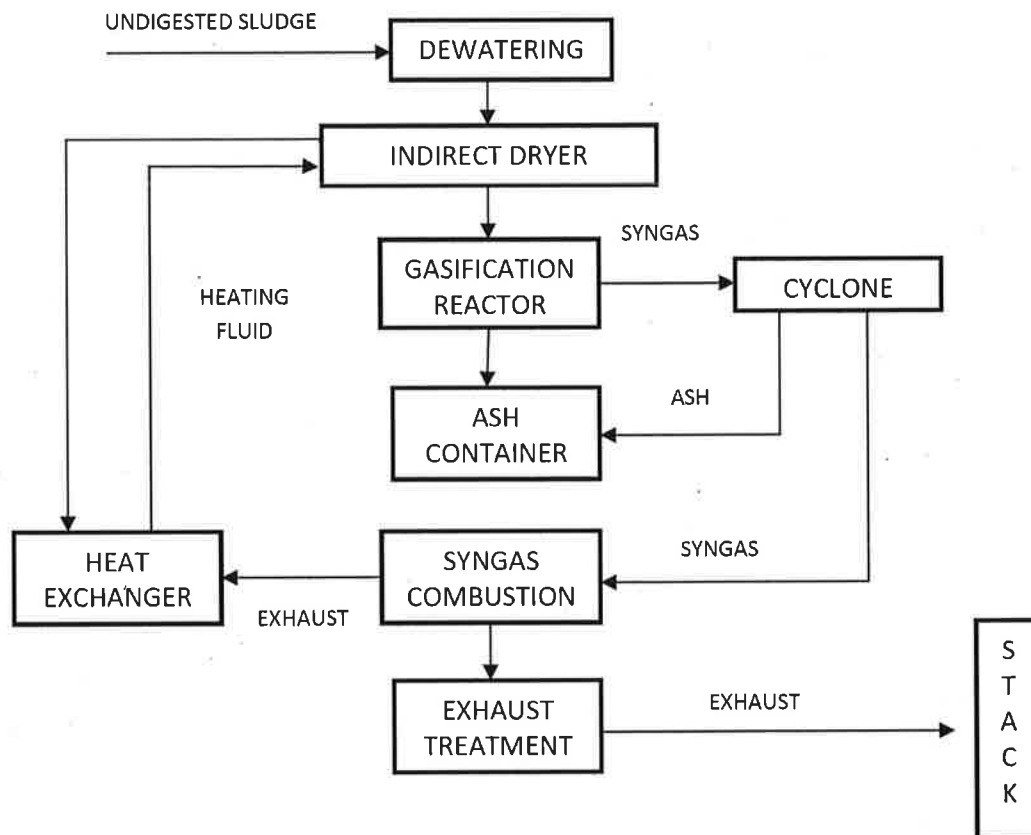 UNDIGESTED SLUDGE
DEWATERING
INDIRECT DRYER
SYNGAS
GASIFICATION
REACTOR
CYCLONE
HEATING
FLUID
ASH
ASH
CONTAINER
SYNGAS
HEAT
EXCHANGER
SYNGAS
COMBUSTION
EXHAUST
S
T
A
C
K
EXHAUST
TREATMENT
EXHAUST